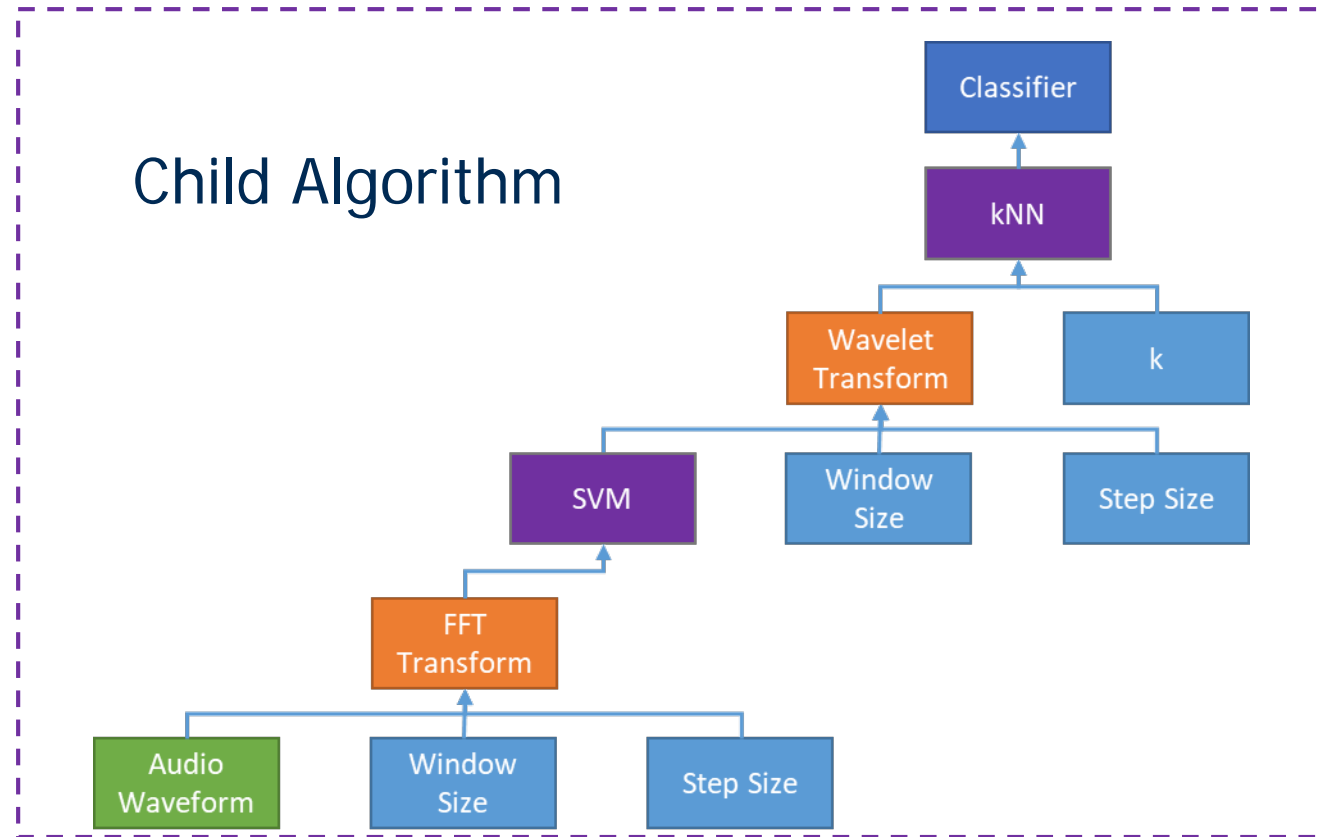 Classifier
Child Algorithm
kNN
Wavelet
Transform
k
SVM
Window
Size
Step Size
FFT
Transform
Audio
Waveform
Window
Size
Step Size